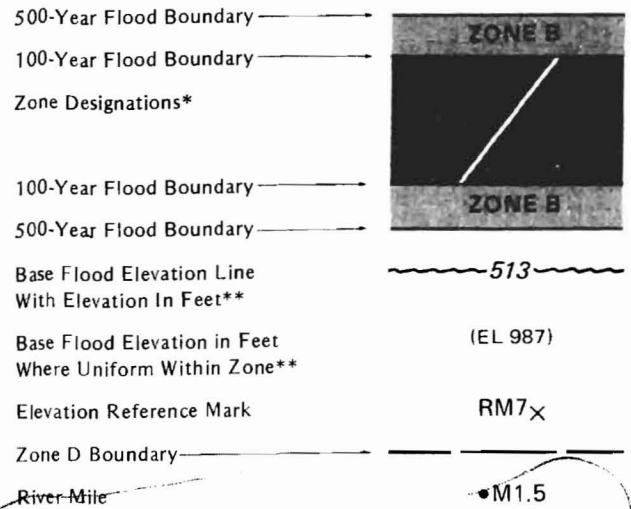 500-Year Flood Boundary
ZONE B
100-Year Flood Boundary
Zone Designations*
100-Year Flood Boundary
ZONE B
500-Year Flood Boundary
Base Flood Elevation Line
With Elevation In Feet**
513
Base Flood Elevation in Feet
Where Uniform Within Zone**
(EL 987)
Elevation Reference Mark
RM7×
Zone D Boundary
River Mile
•M1.5